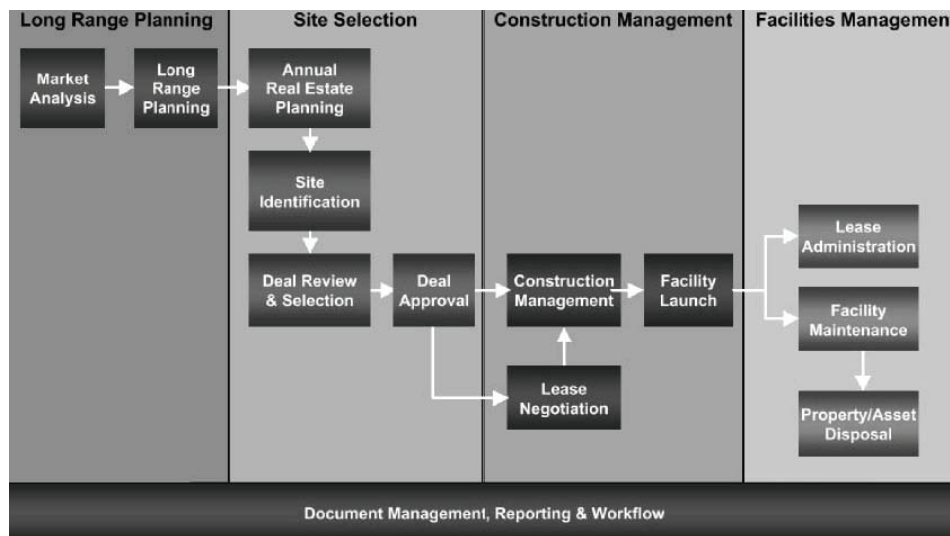 Long Range Planning
Site Selection
Construction Management
Facilities Management
Market
Analysis
Long
Range
Planning
Annual
Real Estate
Planning
Site
Identification
Deal Review
& Selection
Deal
Approval
Construction
Management
Facility
Launch
Lease
Negotiation
Lease
Administration
Facility
Maintenance
Property/Asset
Disposal
Document Management, Reporting & Workflow